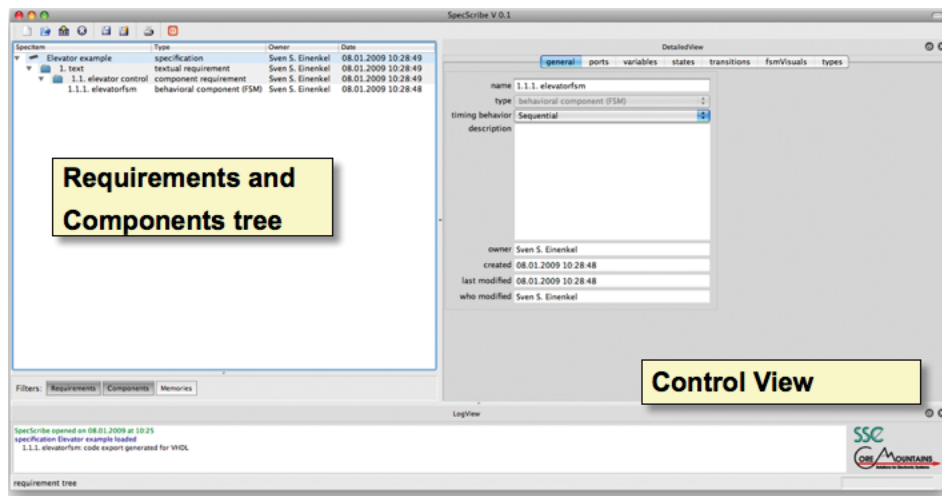 SpecScribe V 0.1
SpecItem Type Owner Date
Elevator example specification Sven S. Einenkel 08.01.2009 10:28:49
1. text textual requirement Sven S. Einenkel 08.01.2009 10:28:49
1.1. elevator control component requirement Sven S. Einenkel 08.01.2009 10:28:49
1.1.1. elevatorfsm behavioral component (FSM) Sven S. Einenkel 08.01.2009 10:28:48
Requirements and
Components tree
Filters: Requirements Components Memories
DetailedView
general ports variables states transitions fsmVisuals types
name 1.1.1. elevatorfsm
type behavioral component (FSM)
timing behavior Sequential
description
owner Sven S. Einenkel
created 08.01.2009 10:28:48
last modified 08.01.2009 10:28:48
who modified Sven S. Einenkel
Control View
LogView
SpecScribe opened on 08.01.2009 at 10:25
specification Elevator example loaded
1.1.1. elevatorfsm: code export generated for VHDL
SSE
CORE MOUNTAINS
Solutions for Electronic Systems
requirement tree